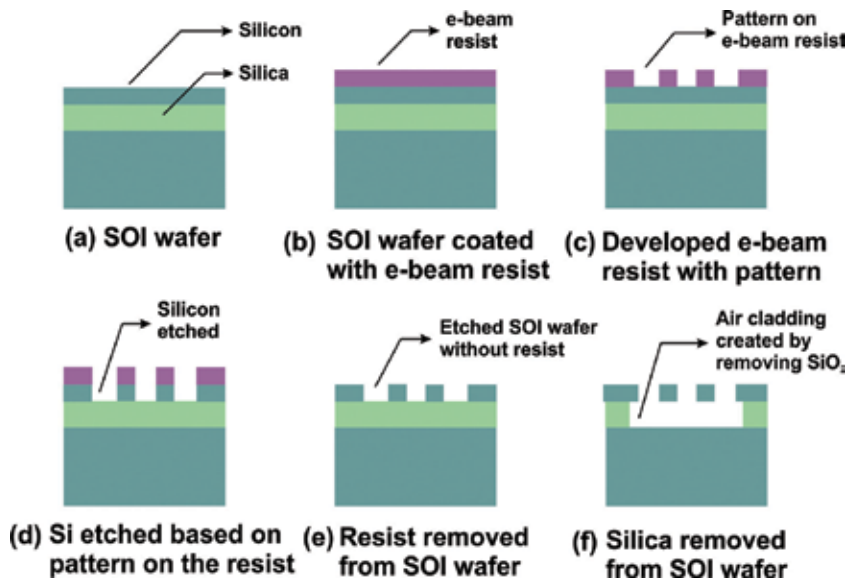 Silicon
Silica
(a) SOI wafer
e-beam
resist
(b) SOI wafer coated
with e-beam resist
Pattern on
e-beam resist
(c) Developed e-beam
resist with pattern
Silicon
etched
(d) Si etched based on
pattern on the resist
Etched SOI wafer
without resist
(e) Resist removed
from SOI wafer
Air cladding
created by
removing SiO₂
(f) Silica removed
from SOI wafer